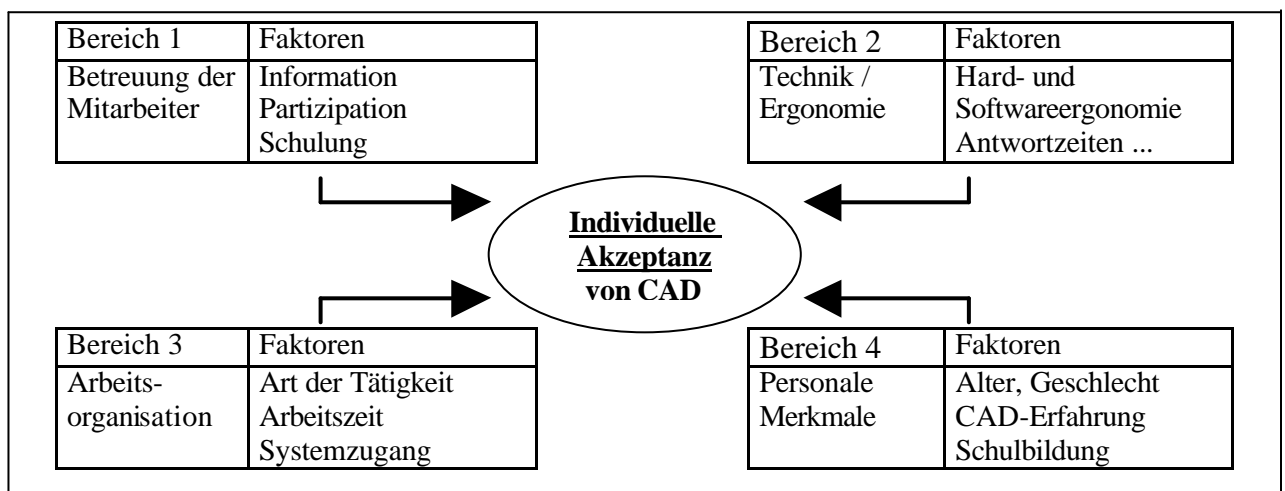 Bereich 1 Faktoren
Betreuung der Information
Mitarbeiter Partizipation
Schulung
Bereich 2 Faktoren
Technik / Hard- und
Ergonomie Softwareergonomie
Antwortzeiten ...
Individuelle
Akzeptanz
von CAD
Bereich 3 Faktoren
Arbeits- Art der Tätigkeit
organisation Arbeitszeit
Systemzugang
Bereich 4 Faktoren
Personale Alter, Geschlecht
Merkmale CAD-Erfahrung
Schulbildung